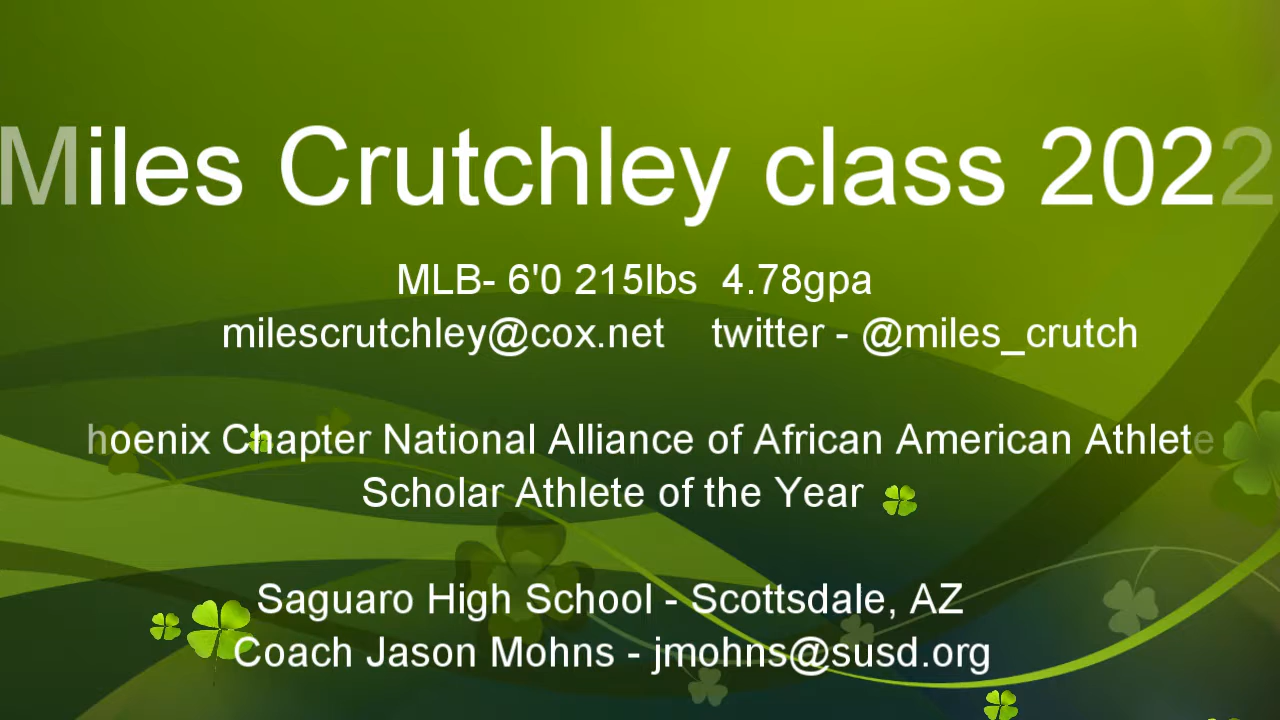 Miles Crutchley class 2022
MLB- 6'0 215lbs 4.78gpa
milescrutchley@cox.net twitter - @miles_crutch
hoenix Chapter National Alliance of African American Athlete
Scholar Athlete of the Year
Saguaro High School - Scottsdale, AZ
Coach Jason Mohns - jmohns@susd.org